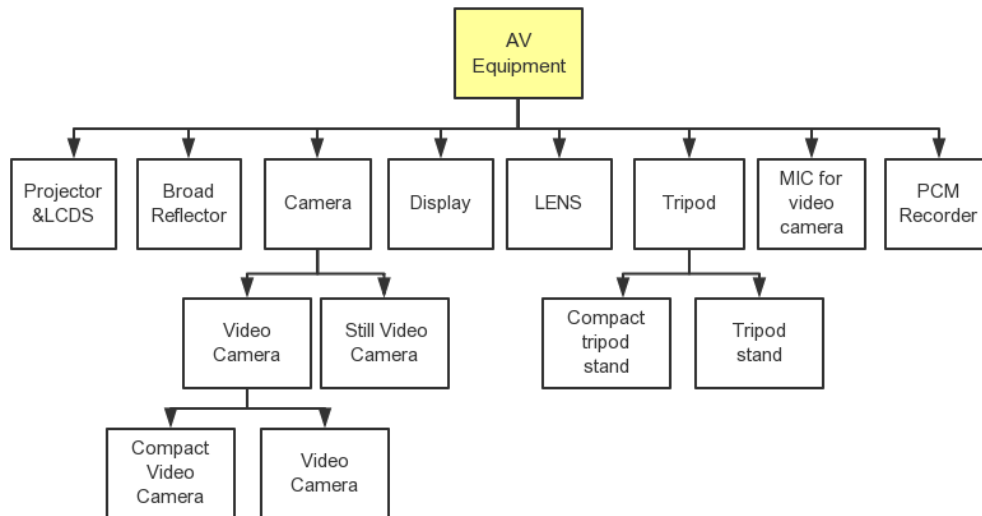 AV
Equipment
Projector
&LCDS
Broad
Reflector
Camera
Display
LENS
Tripod
MIC for
video
camera
PCM
Recorder
Video
Camera
Still Video
Camera
Compact
tripod
stand
Tripod
stand
Compact
Video
Camera
Video
Camera